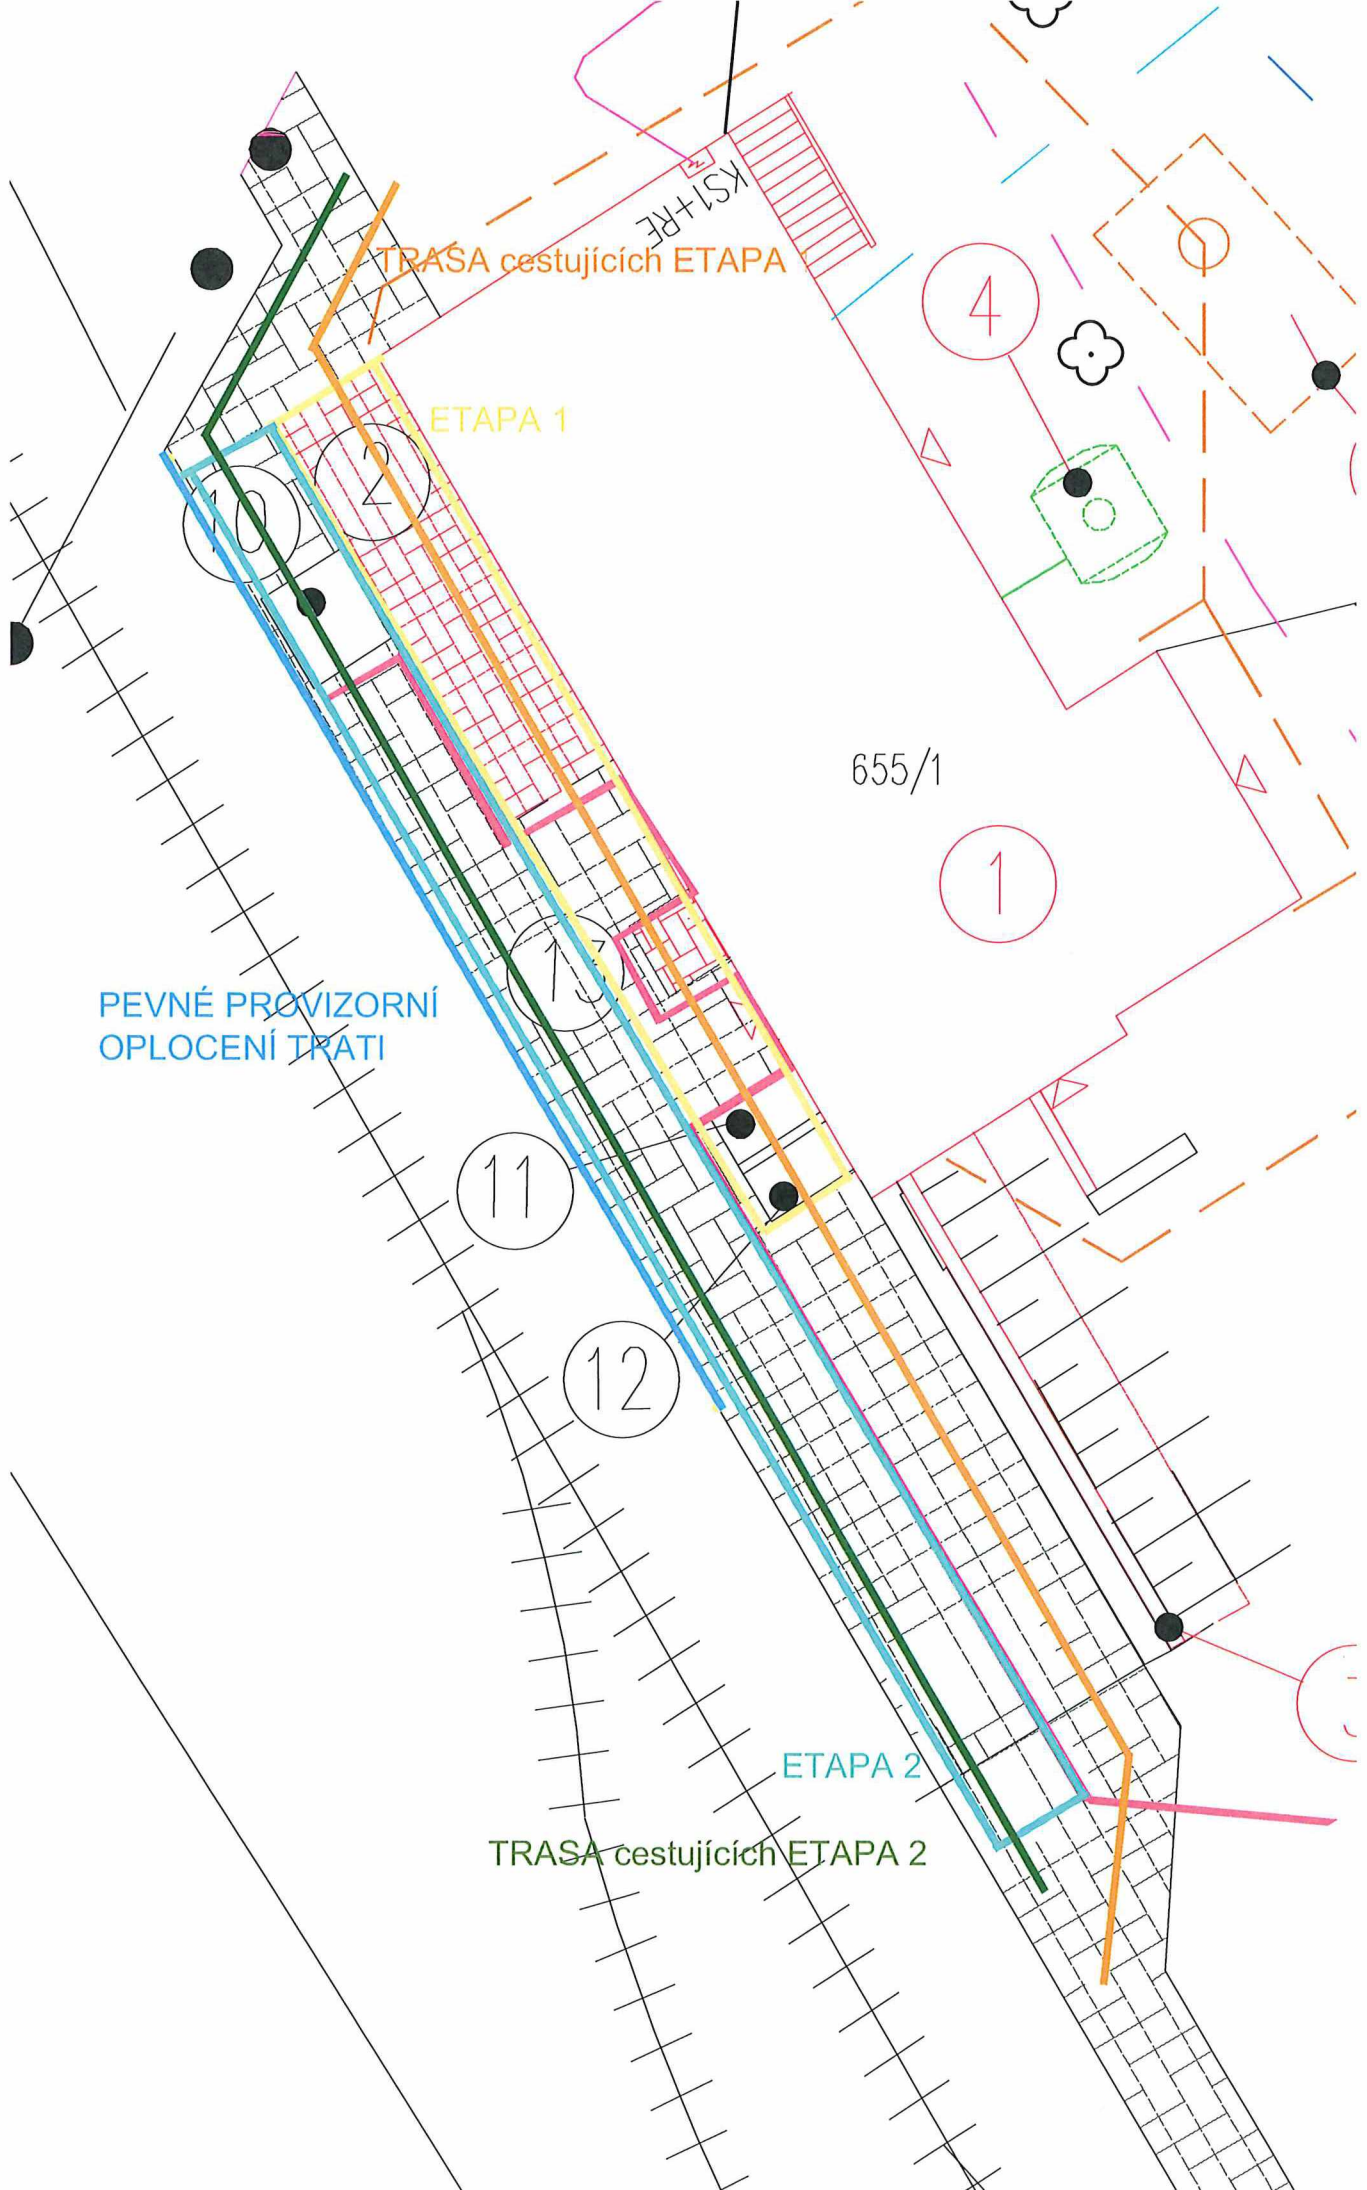 KS1+RE
TRASA cestujících ETAPA
4
ETAPA 1
2
10
655/1
1
PEVNÉ PROVIZORNÍ
OPLOCENÍ TRATI
13
11
12
ETAPA 2
TRASA cestujících ETAPA 2